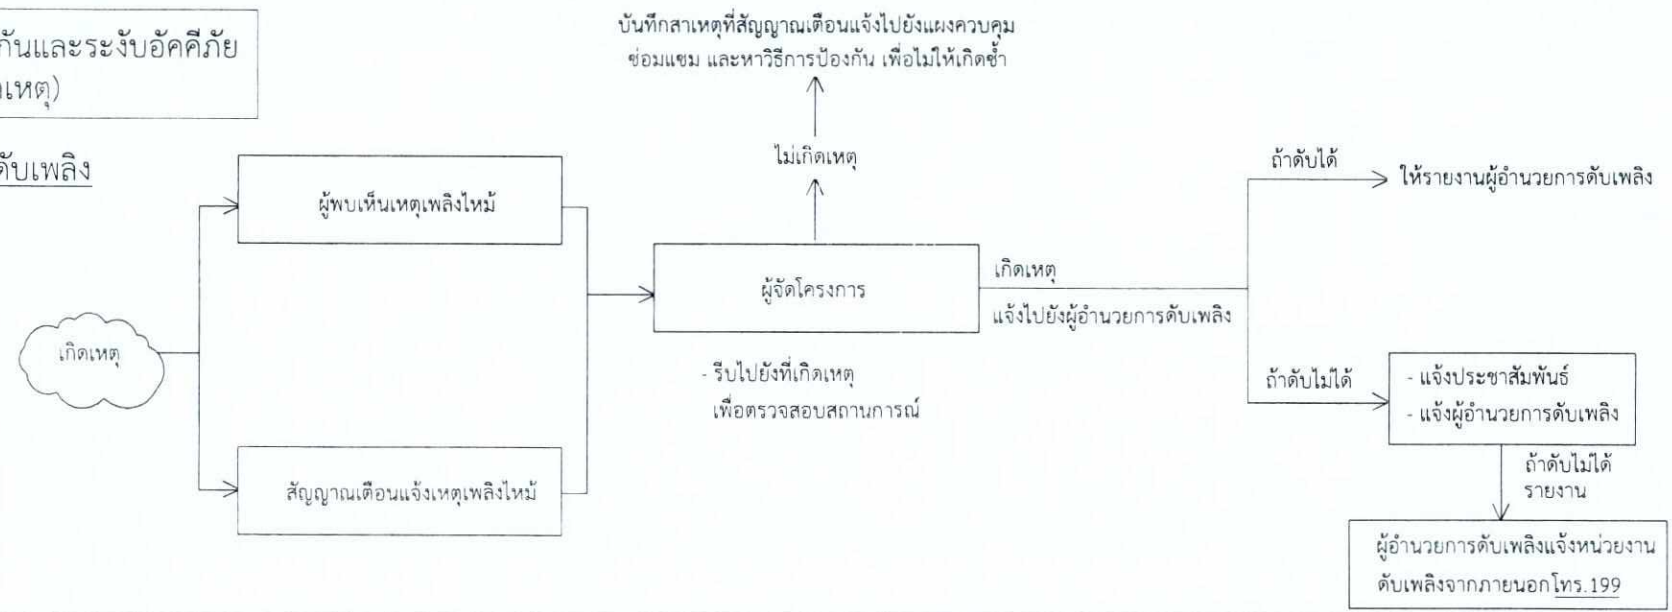 กันและระงับอัคคีภัย
เหตุ)
ดับเพลิง
บันทึกสาเหตุที่สัญญาณเตือนแจ้งไปยังแผงควบคุม
ซ่อมแซม และหาวิธีการป้องกัน เพื่อไม่ให้เกิดซ้ำ
ไม่เกิดเหตุ
ผู้พบเห็นเหตุเพลิงไหม้
เกิดเหตุ
สัญญาณเตือนแจ้งเหตุเพลิงไหม้
ผู้จัดโครงการ
- รีบไปยังที่เกิดเหตุ
เพื่อตรวจสอบสถานการณ์
เกิดเหตุ
แจ้งไปยังผู้อำนวยการดับเพลิง
ถ้าดับได้
ให้รายงานผู้อำนวยการดับเพลิง
ถ้าดับไม่ได้
- แจ้งประชาสัมพันธ์
- แจ้งผู้อำนวยการดับเพลิง
ถ้าดับไม่ได้
รายงาน
ผู้อำนวยการดับเพลิงแจ้งหน่วยงาน
ดับเพลิงจากภายนอกโทร.199